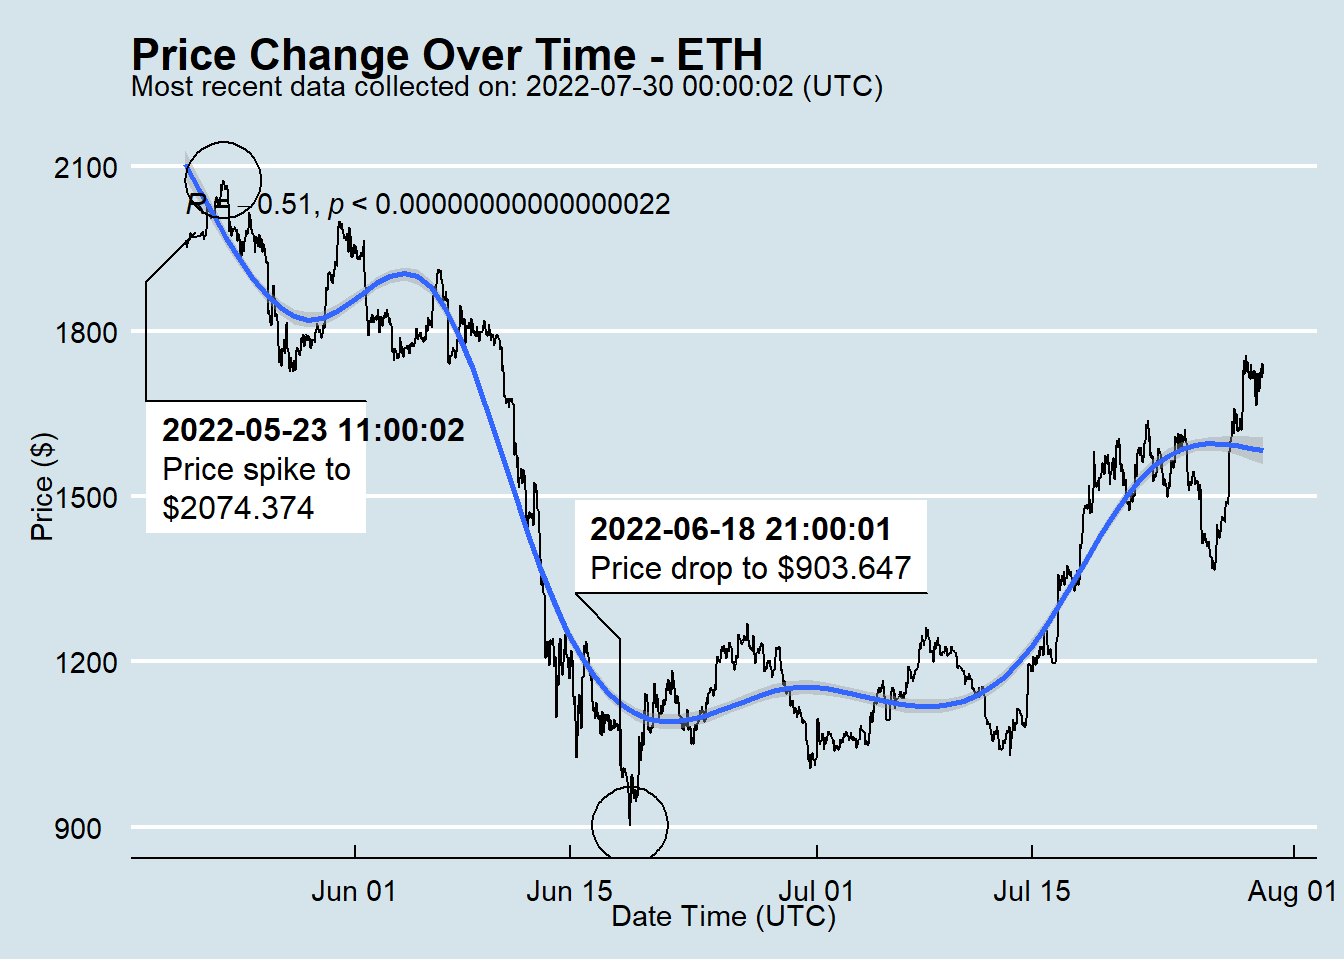 Price Change Over Time - ETH
Most recent data collected on: 2022-07-30 00:00:02 (UTC)
2100
R = −0.51, p < 0.00000000000000022
1800
2022-05-23 11:00:02
Price spike to
$2074.374
Price ($)
1500
2022-06-18 21:00:01
Price drop to $903.647
1200
900
Jun 01 Jun 15 Jul 01 Jul 15 Aug 01
Date Time (UTC)